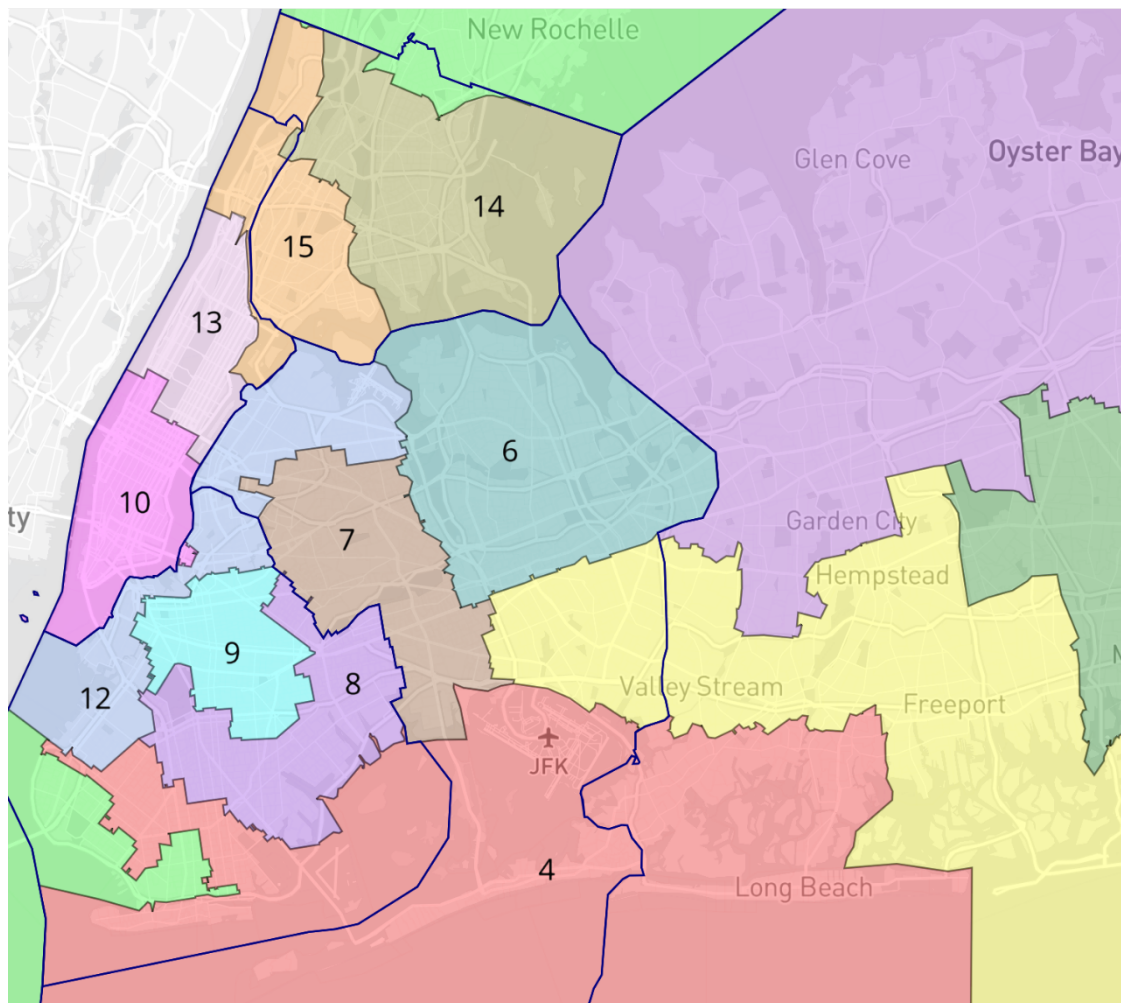 New Rochelle
Glen Cove
Oyster Bay
14
15
13
6
10
ty
Garden City
7
Hempstead
9
8
Valley Stream
12
Freeport
JFK
4
Long Beach